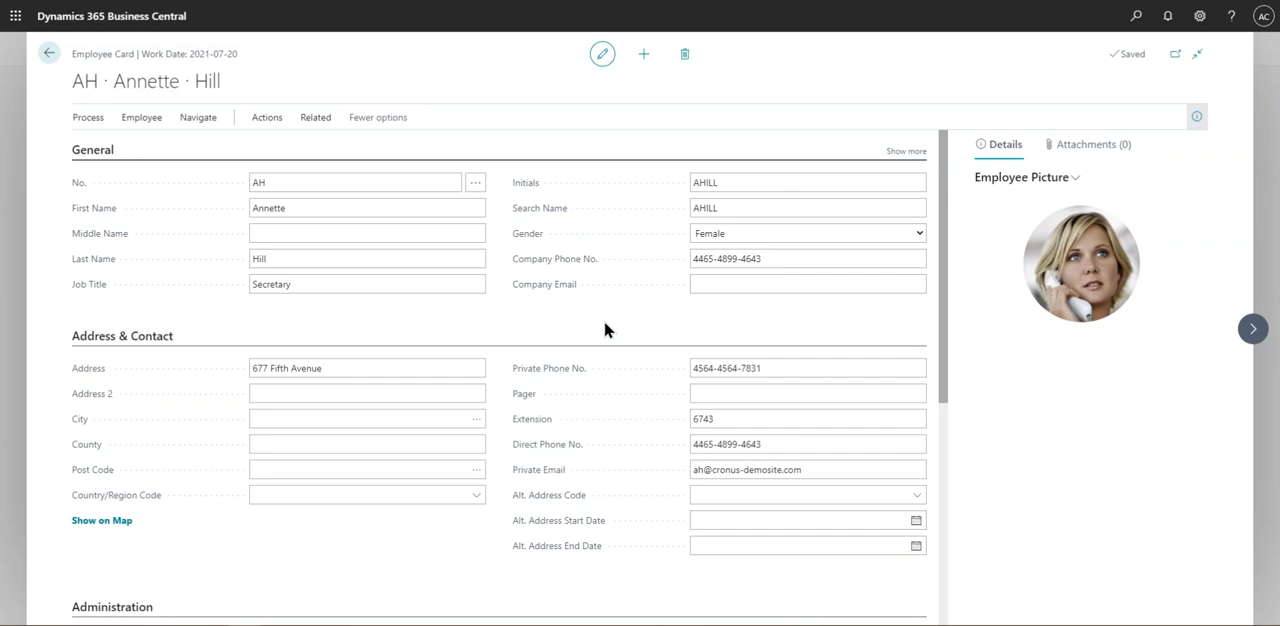 Dynamics 365 Business Central
AC
Employee Card | Work Date: 2021-07-20
Saved
AH · Annette · Hill
Process Employee Navigate Actions Related Fewer options
General
Show more
No. AH
First Name Annette
Middle Name
Last Name Hill
Job Title Secretary
Initials AHILL
Search Name AHILL
Gender Female
Company Phone No. 4465-4899-4643
Company Email
Address & Contact
Address 677 Fifth Avenue
Address 2
City
County
Post Code
Country/Region Code
Show on Map
Private Phone No. 4564-4564-7831
Pager
Extension 6743
Direct Phone No. 4465-4899-4643
Private Email ah@cronus-demosite.com
Alt. Address Code
Alt. Address Start Date
Alt. Address End Date
Administration
Details Attachments (0)
Employee Picture